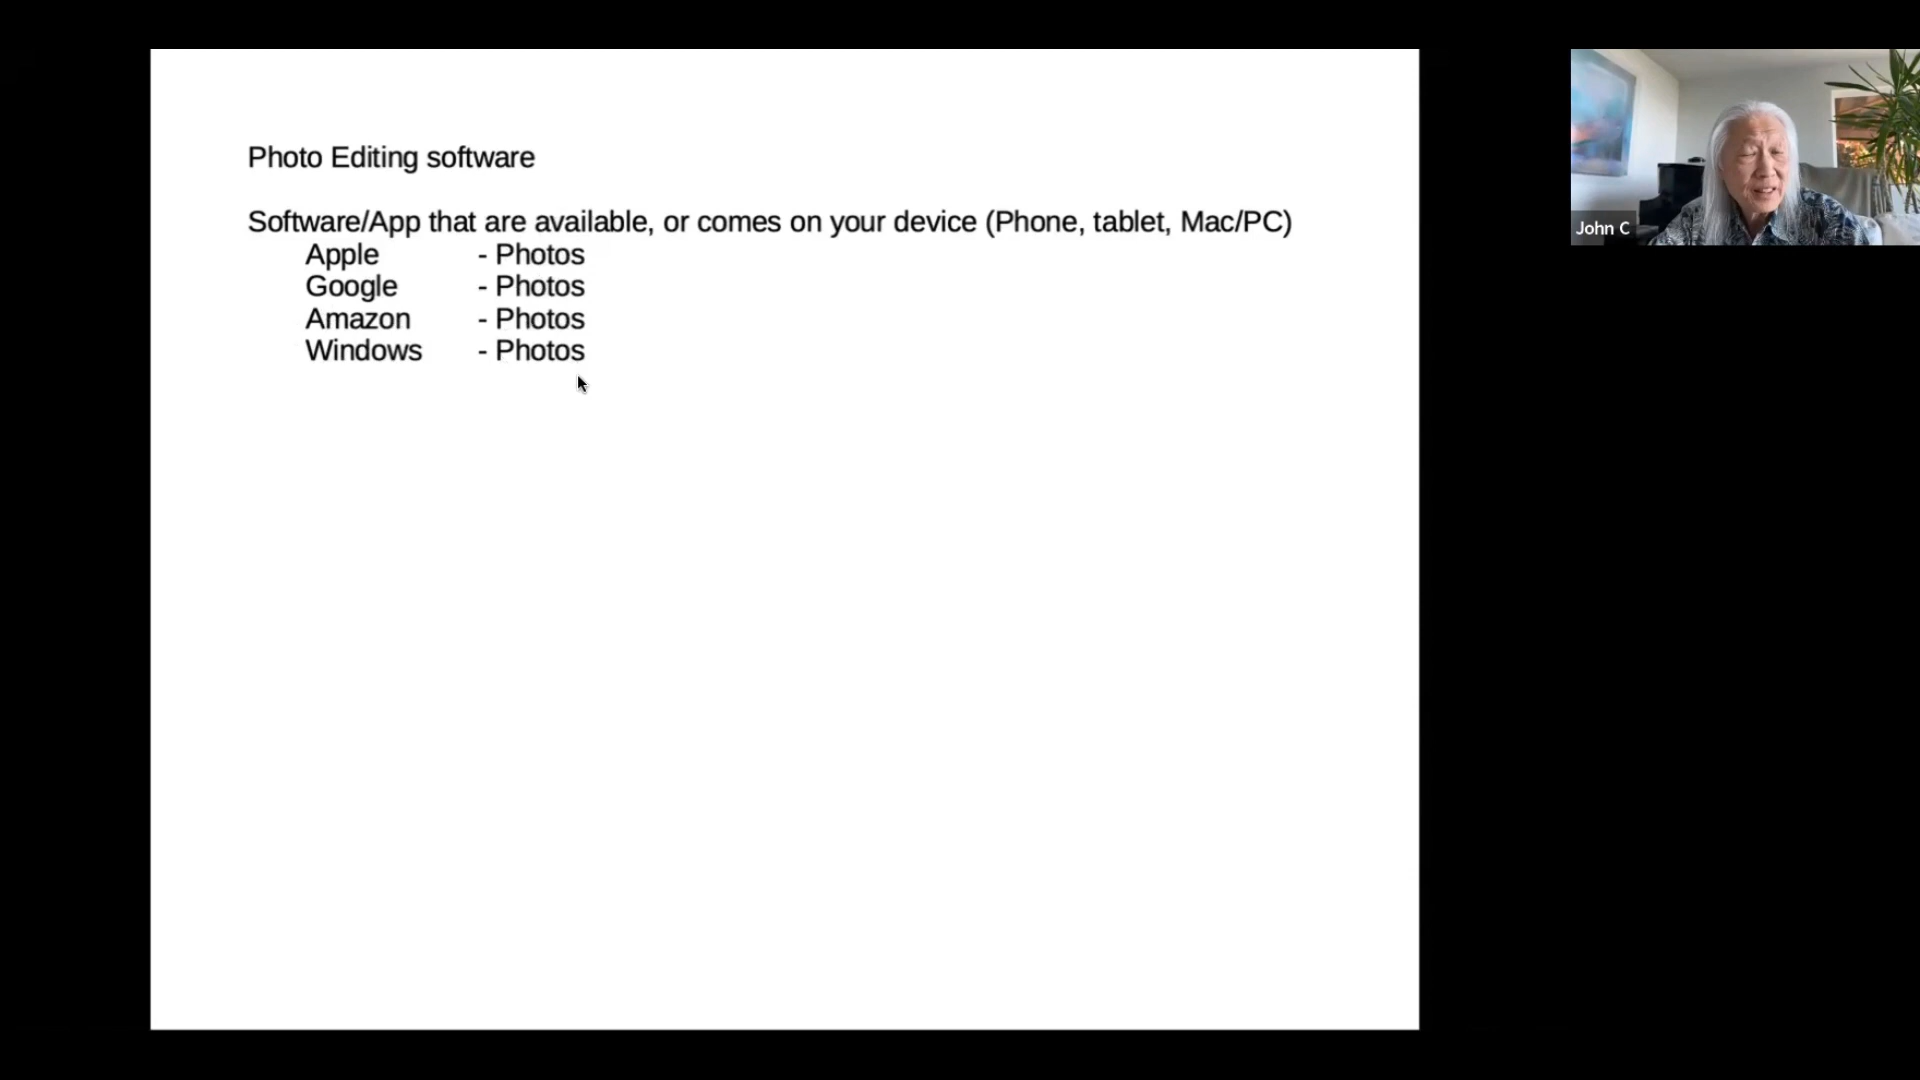 Photo Editing software
Software/App that are available, or comes on your device (Phone, tablet, Mac/PC)
Apple - Photos
Google - Photos
Amazon - Photos
Windows - Photos
John C